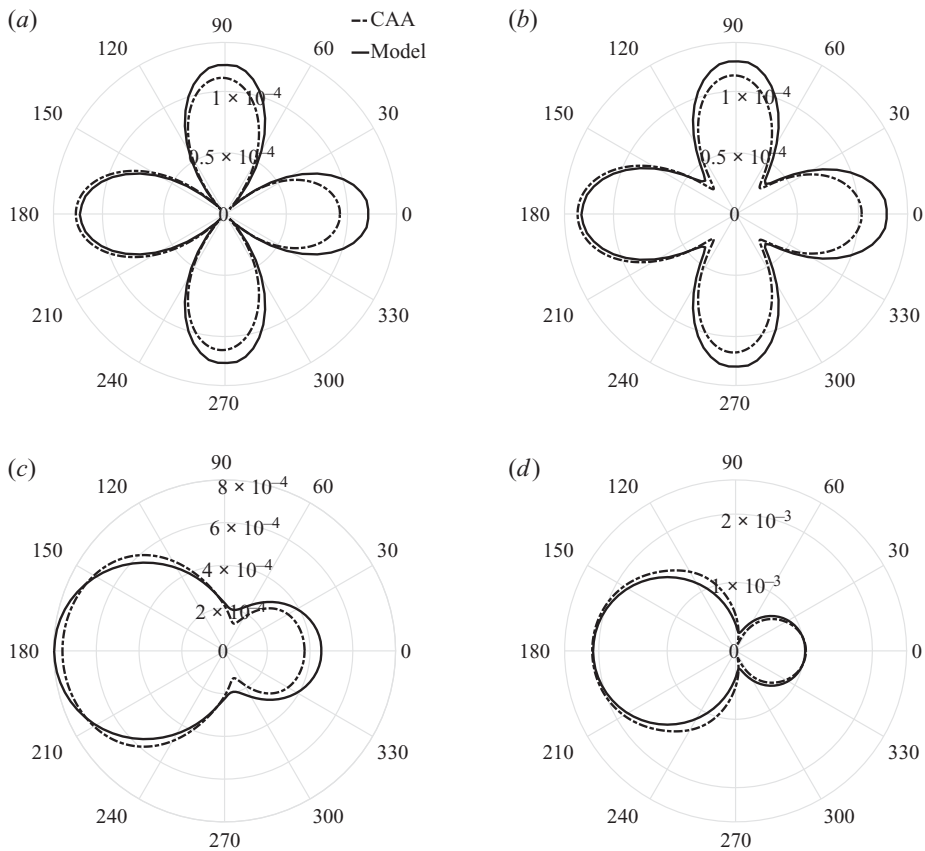 (a) 90 CAA (b) 90
120 60 Model 120 60
1 × 10⁻⁴ 1 × 10⁻⁴
150 30 150 30
0.5 × 10⁻⁴ 0.5 × 10⁻⁴
180 0 0 180 0 0
210 330 210 330
240 300 240 300
270 270
(c) 90 (d) 90
120 8 × 10⁻⁴ 60 120 60
6 × 10⁻⁴ 2 × 10⁻³
150 30 150 30
4 × 10⁻⁴
2 × 10⁻⁴ 1 × 10⁻³
180 0 0 180 0 0
210 330 210 330
240 300 240 300
270 270